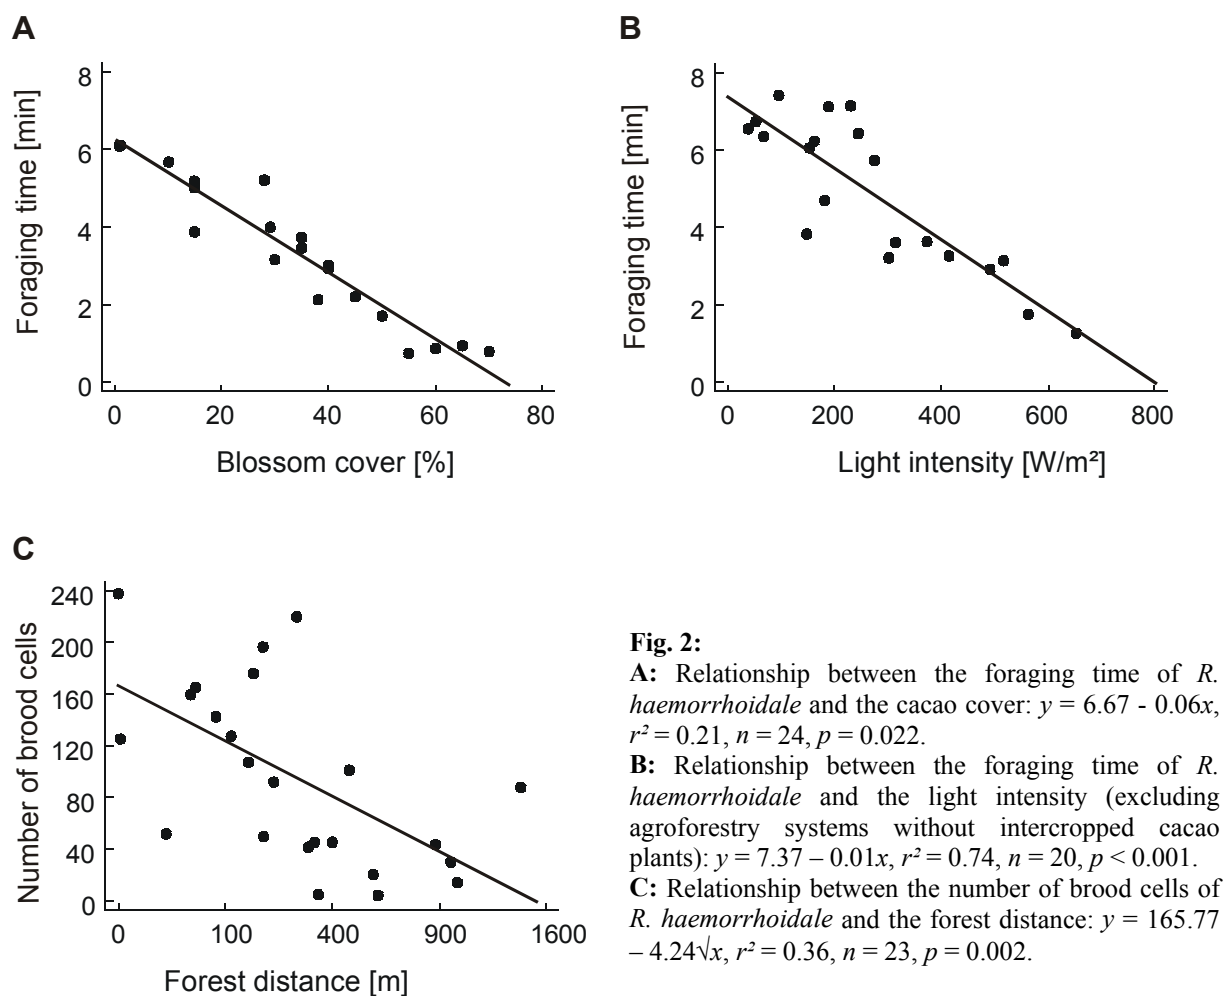 A
Foraging time [min]
8
6
4
2
0
0 20 40 60 80
Blossom cover [%]
B
Foraging time [min]
8
6
4
2
0
0 200 400 600 800
Light intensity [W/m²]
C
Number of brood cells
240
200
160
120
80
40
0
0 100 400 900 1600
Forest distance [m]
Fig. 2:
A: Relationship between the foraging time of R.
haemorrhoidale and the cacao cover: y = 6.67 - 0.06x,
r² = 0.21, n = 24, p = 0.022.
B: Relationship between the foraging time of R.
haemorrhoidale and the light intensity (excluding
agroforestry systems without intercropped cacao
plants): y = 7.37 – 0.01x, r² = 0.74, n = 20, p < 0.001.
C: Relationship between the number of brood cells of
R. haemorrhoidale and the forest distance: y = 165.77
– 4.24√x, r² = 0.36, n = 23, p = 0.002.